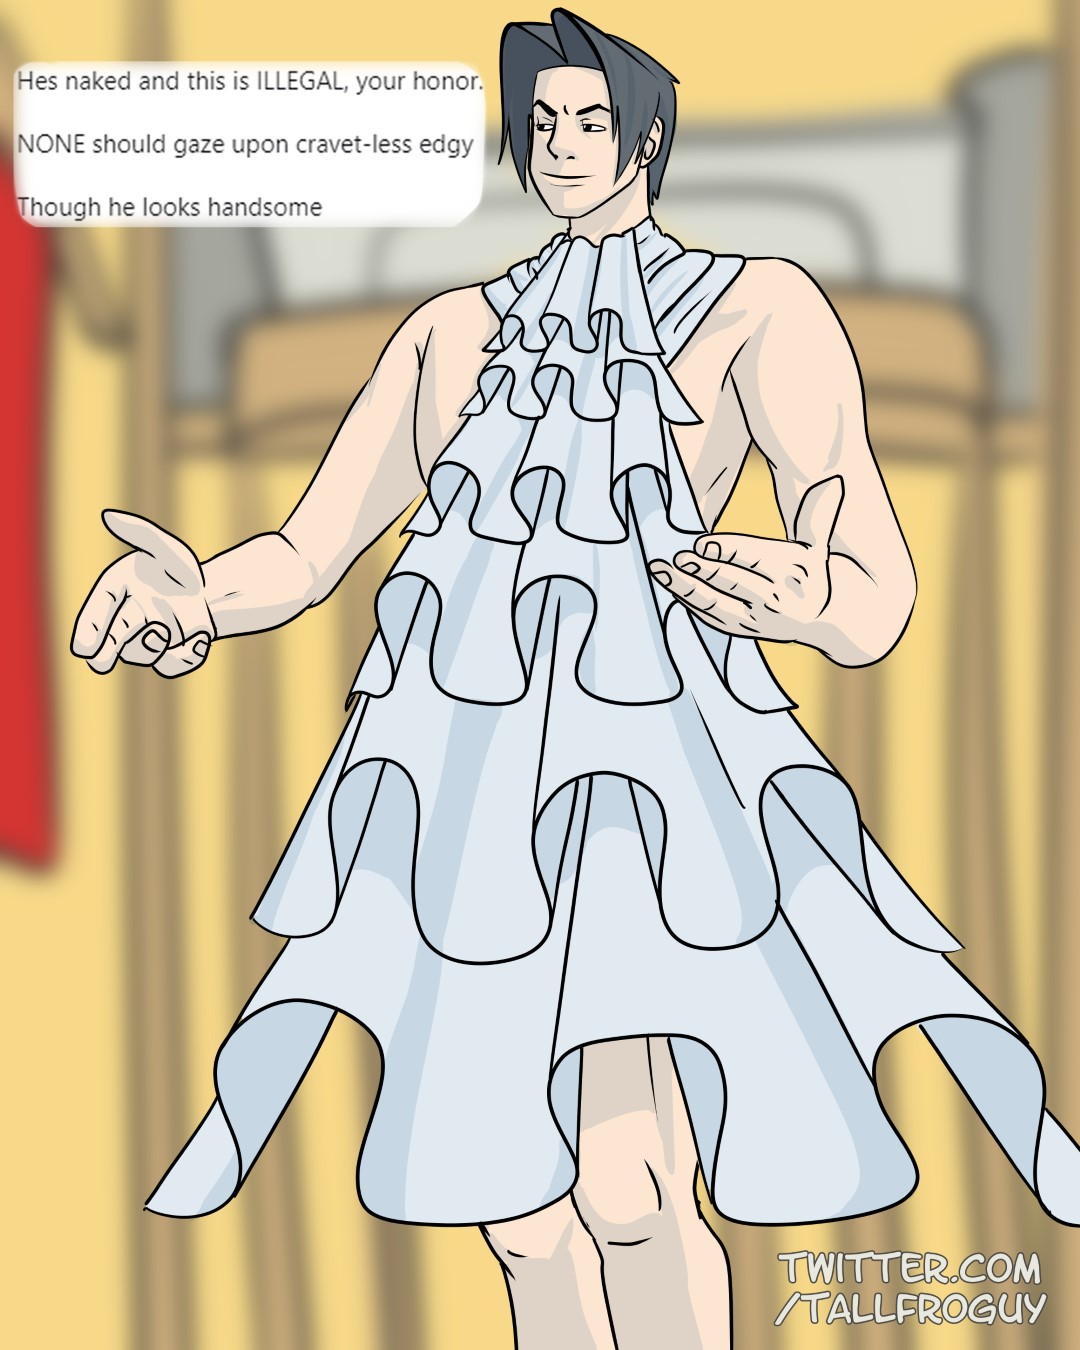 Hes naked and this is ILLEGAL, your honor.
NONE should gaze upon cravet-less edgy
Though he looks handsome
TWITTER.COM
/TALLFROGUY